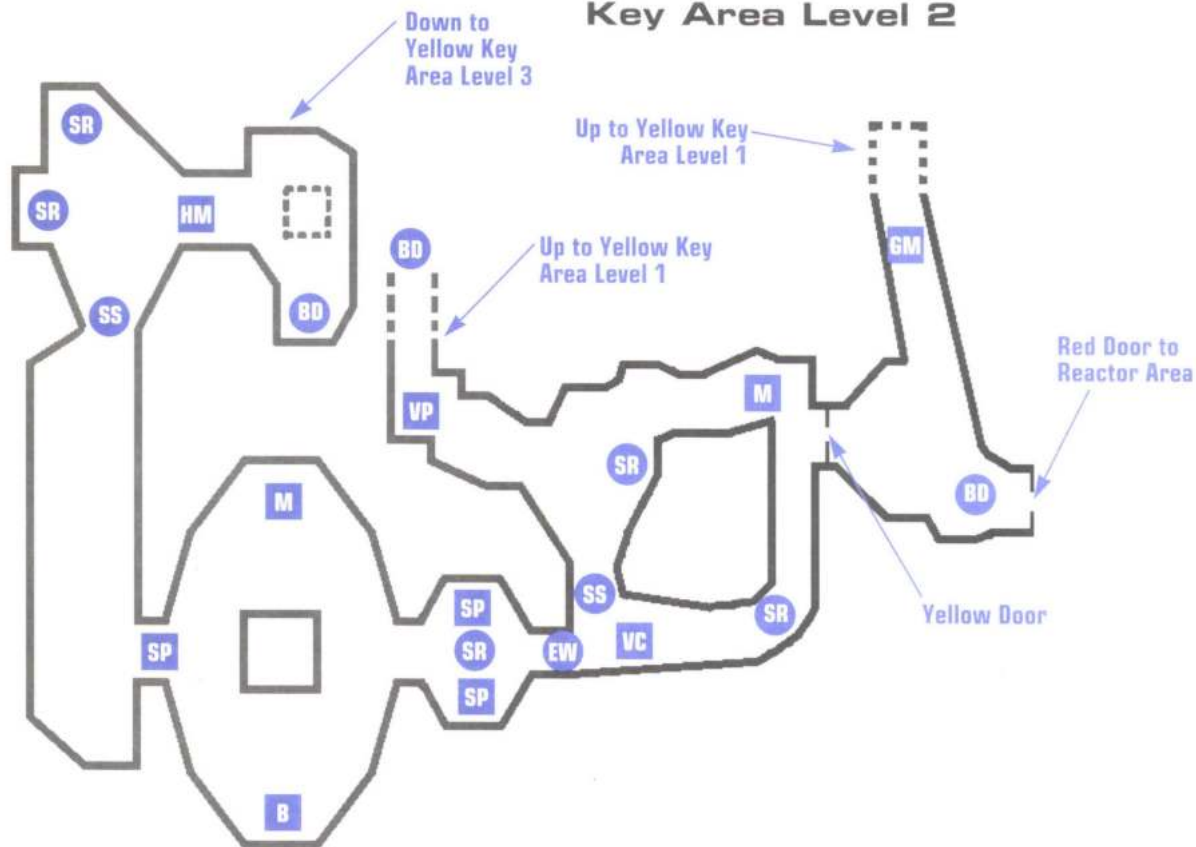 Key Area Level 2
Down to
Yellow Key
Area Level 3
Up to Yellow Key
Area Level 1
SR
SR
HM
GM
BD
Up to Yellow Key
Area Level 1
SS
BD
Red Door to
Reactor Area
M
VP
SR
BD
M
SS
SP
SR
Yellow Door
SP
SR
EW
VC
SP
B